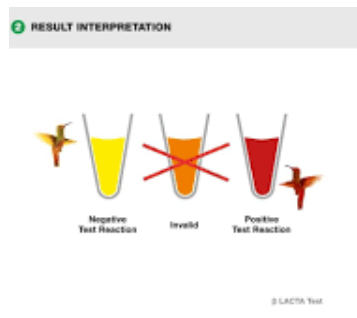 2 RESULT INTERPRETATION
Negative
Test Reaction
Invalid
Positive
Test Reaction
β LACTA Test